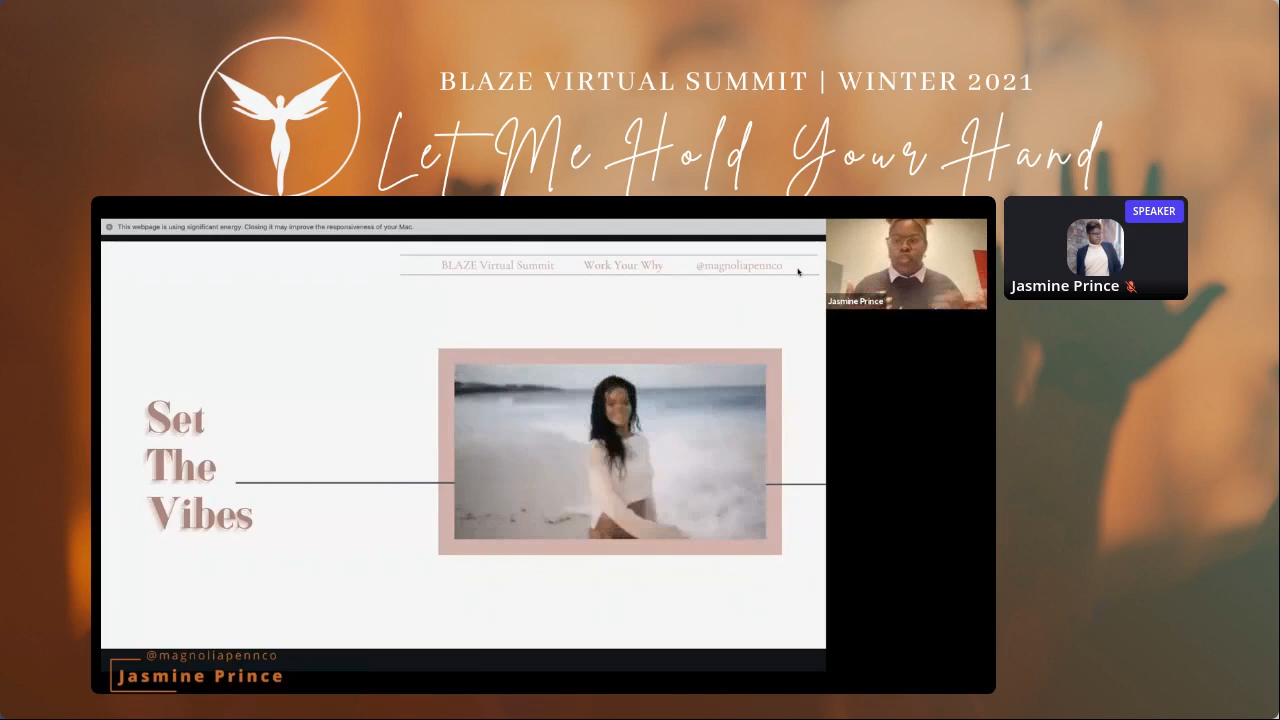 BLAZE VIRTUAL SUMMIT | WINTER 2021
Let Me Hold Your Hand
This webpage is using significant energy. Closing it may improve the responsiveness of your Mac.
BLAZE Virtual Summit Work Your Why @magnoliapennco
Set
The
Vibes
Jasmine Prince
SPEAKER
Jasmine Prince
@magnoliapennco
Jasmine Prince